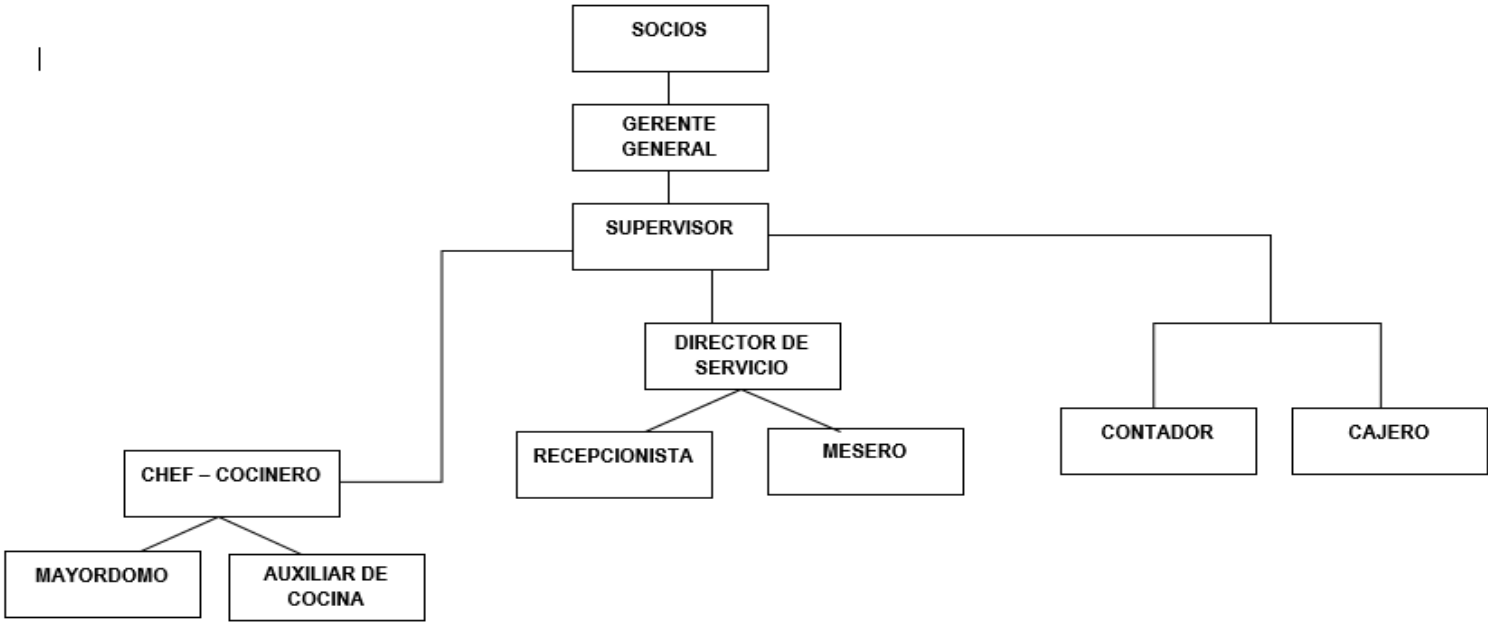 SOCIOS
GERENTE
GENERAL
SUPERVISOR
DIRECTOR DE
SERVICIO
RECEPCIONISTA
MESERO
CONTADOR
CAJERO
CHEF – COCINERO
MAYORDOMO
AUXILIAR DE
COCINA